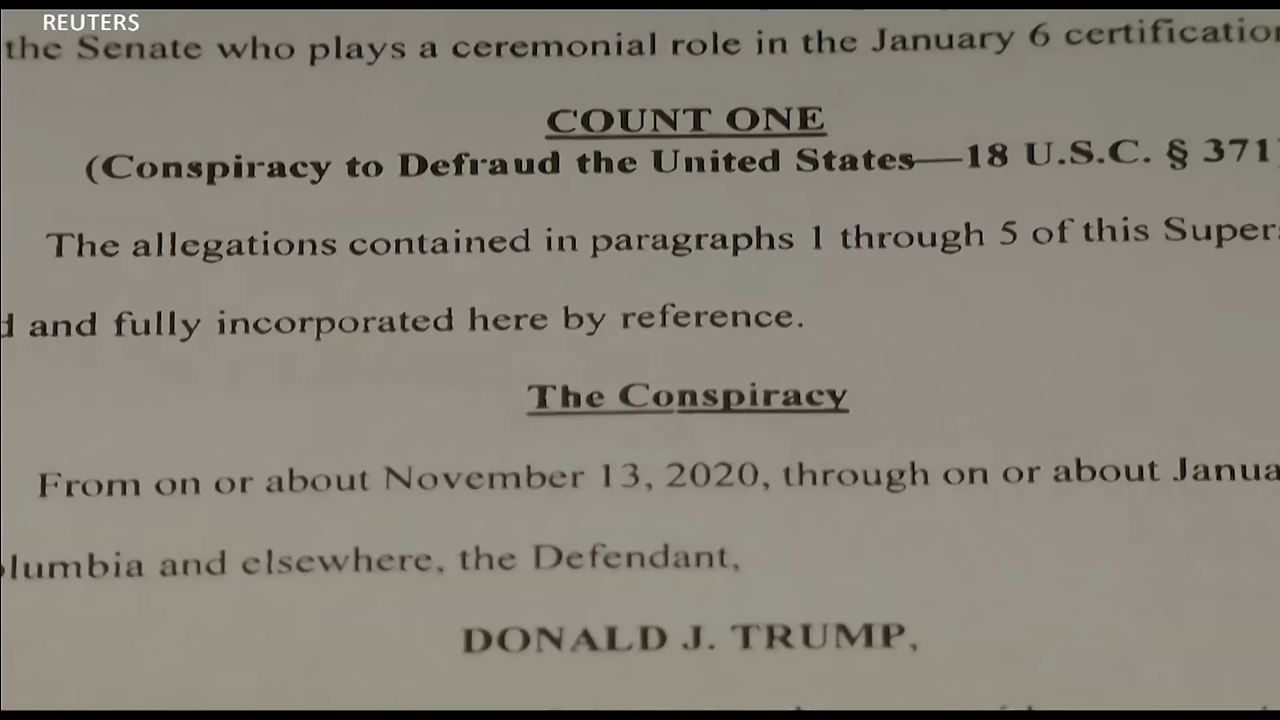 REUTERS
the Senate who plays a ceremonial role in the January 6 certification
COUNT ONE
(Conspiracy to Defraud the United States—18 U.S.C. § 371)
The allegations contained in paragraphs 1 through 5 of this Supers
d and fully incorporated here by reference.
The Conspiracy
From on or about November 13, 2020, through on or about Janua
olumbia and elsewhere, the Defendant,
DONALD J. TRUMP,